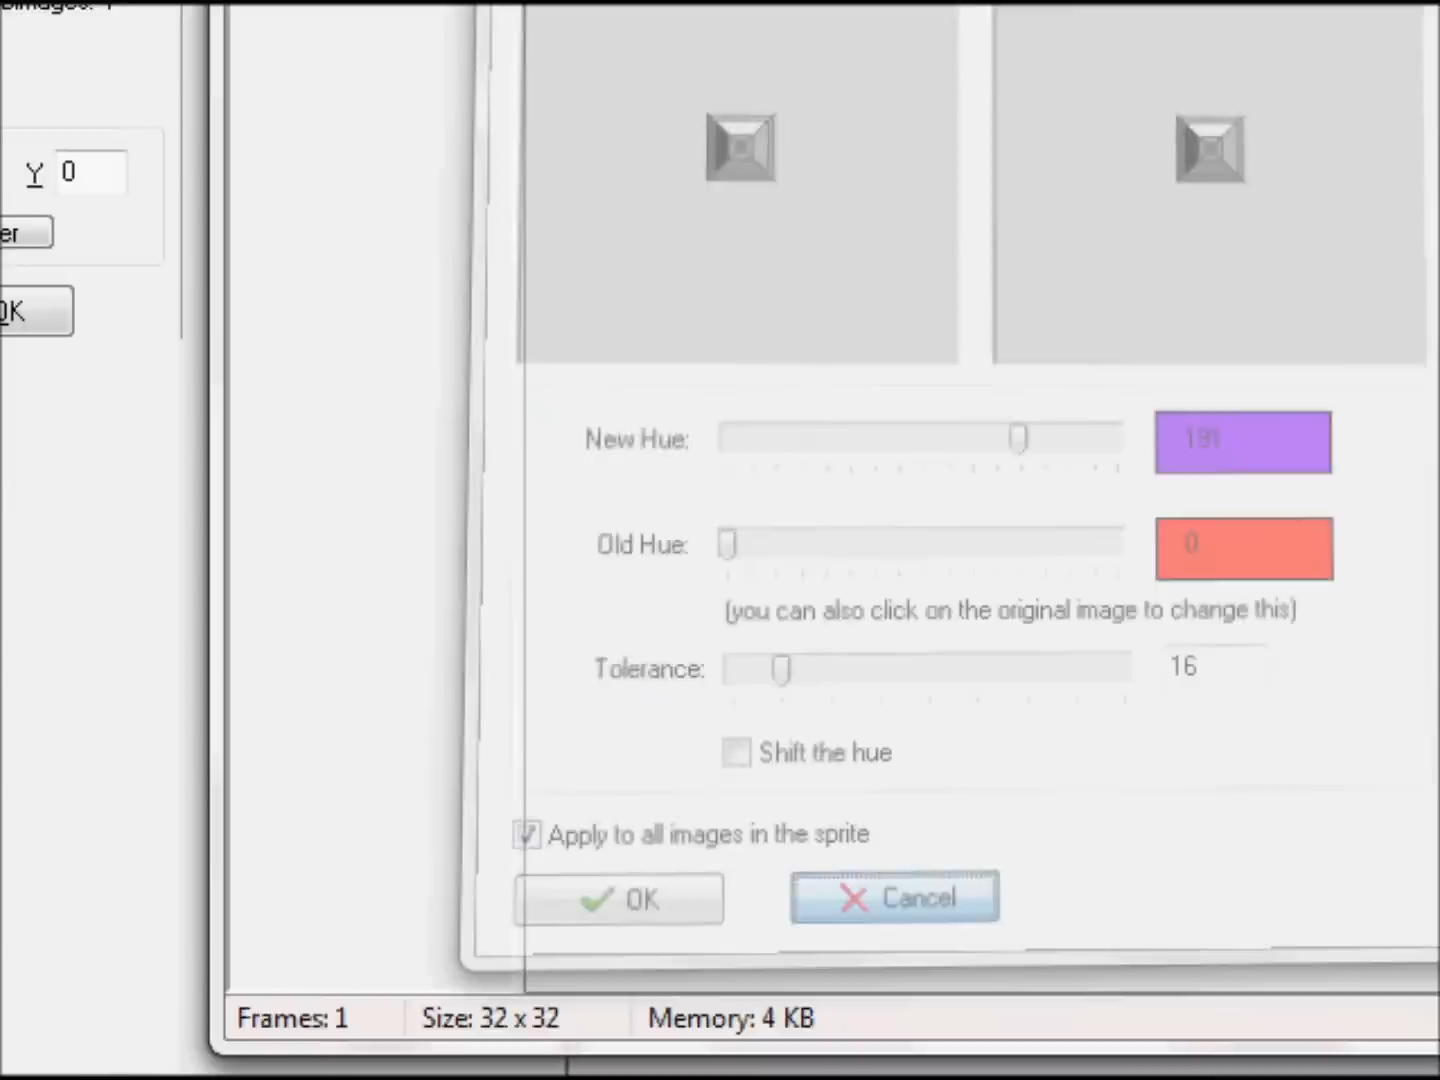 Y 0
OK
New Hue: 191
Old Hue: 0
(you can also click on the original image to change this)
Tolerance: 16
Shift the hue
Apply to all images in the sprite
OK Cancel
Frames: 1 Size: 32 x 32 Memory: 4 KB